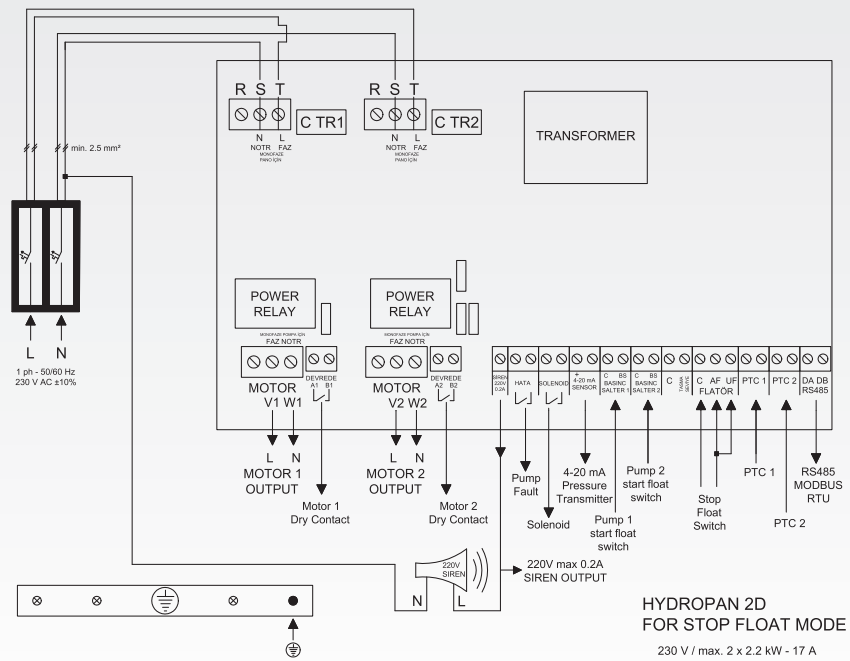 R S T
C TR1
N L
NOTR FAZ
MONOFAZE
PANO İÇİN
R S T
C TR2
N L
NOTR FAZ
MONOFAZE
PANO İÇİN
TRANSFORMER
min. 2.5 mm²
L N
1 ph - 50/60 Hz
230 V AC ±10%
POWER
RELAY
MONOFAZE POMPA İÇİN
FAZ NOTR
MOTOR
V1 W1
DEVREDE
A1 B1
L N
MOTOR 1
OUTPUT
Motor 1
Dry Contact
POWER
RELAY
MONOFAZE POMPA İÇİN
FAZ NOTR
MOTOR
V2 W2
DEVREDE
A2 B2
L N
MOTOR 2
OUTPUT
Motor 2
Dry Contact
SIREN
220V
0.2A
HATA
SOLENOID
+
4-20 mA
SENSOR
C BS
BASINC
SALTER 1
C BS
BASINC
SALTER 2
C
TASMA
SEVIYE
C AF UF
FLATÖR
PTC 1
PTC 2
DA DB
RS485
Pump
Fault
Solenoid
4-20 mA
Pressure
Transmitter
Pump 1
start float
switch
Pump 2
start float
switch
Stop
Float
Switch
PTC 1
PTC 2
RS485
MODBUS
RTU
220V
SIREN
N L
220V max 0.2A
SIREN OUTPUT
HYDROPAN 2D
FOR STOP FLOAT MODE
230 V / max. 2 x 2.2 kW - 17 A